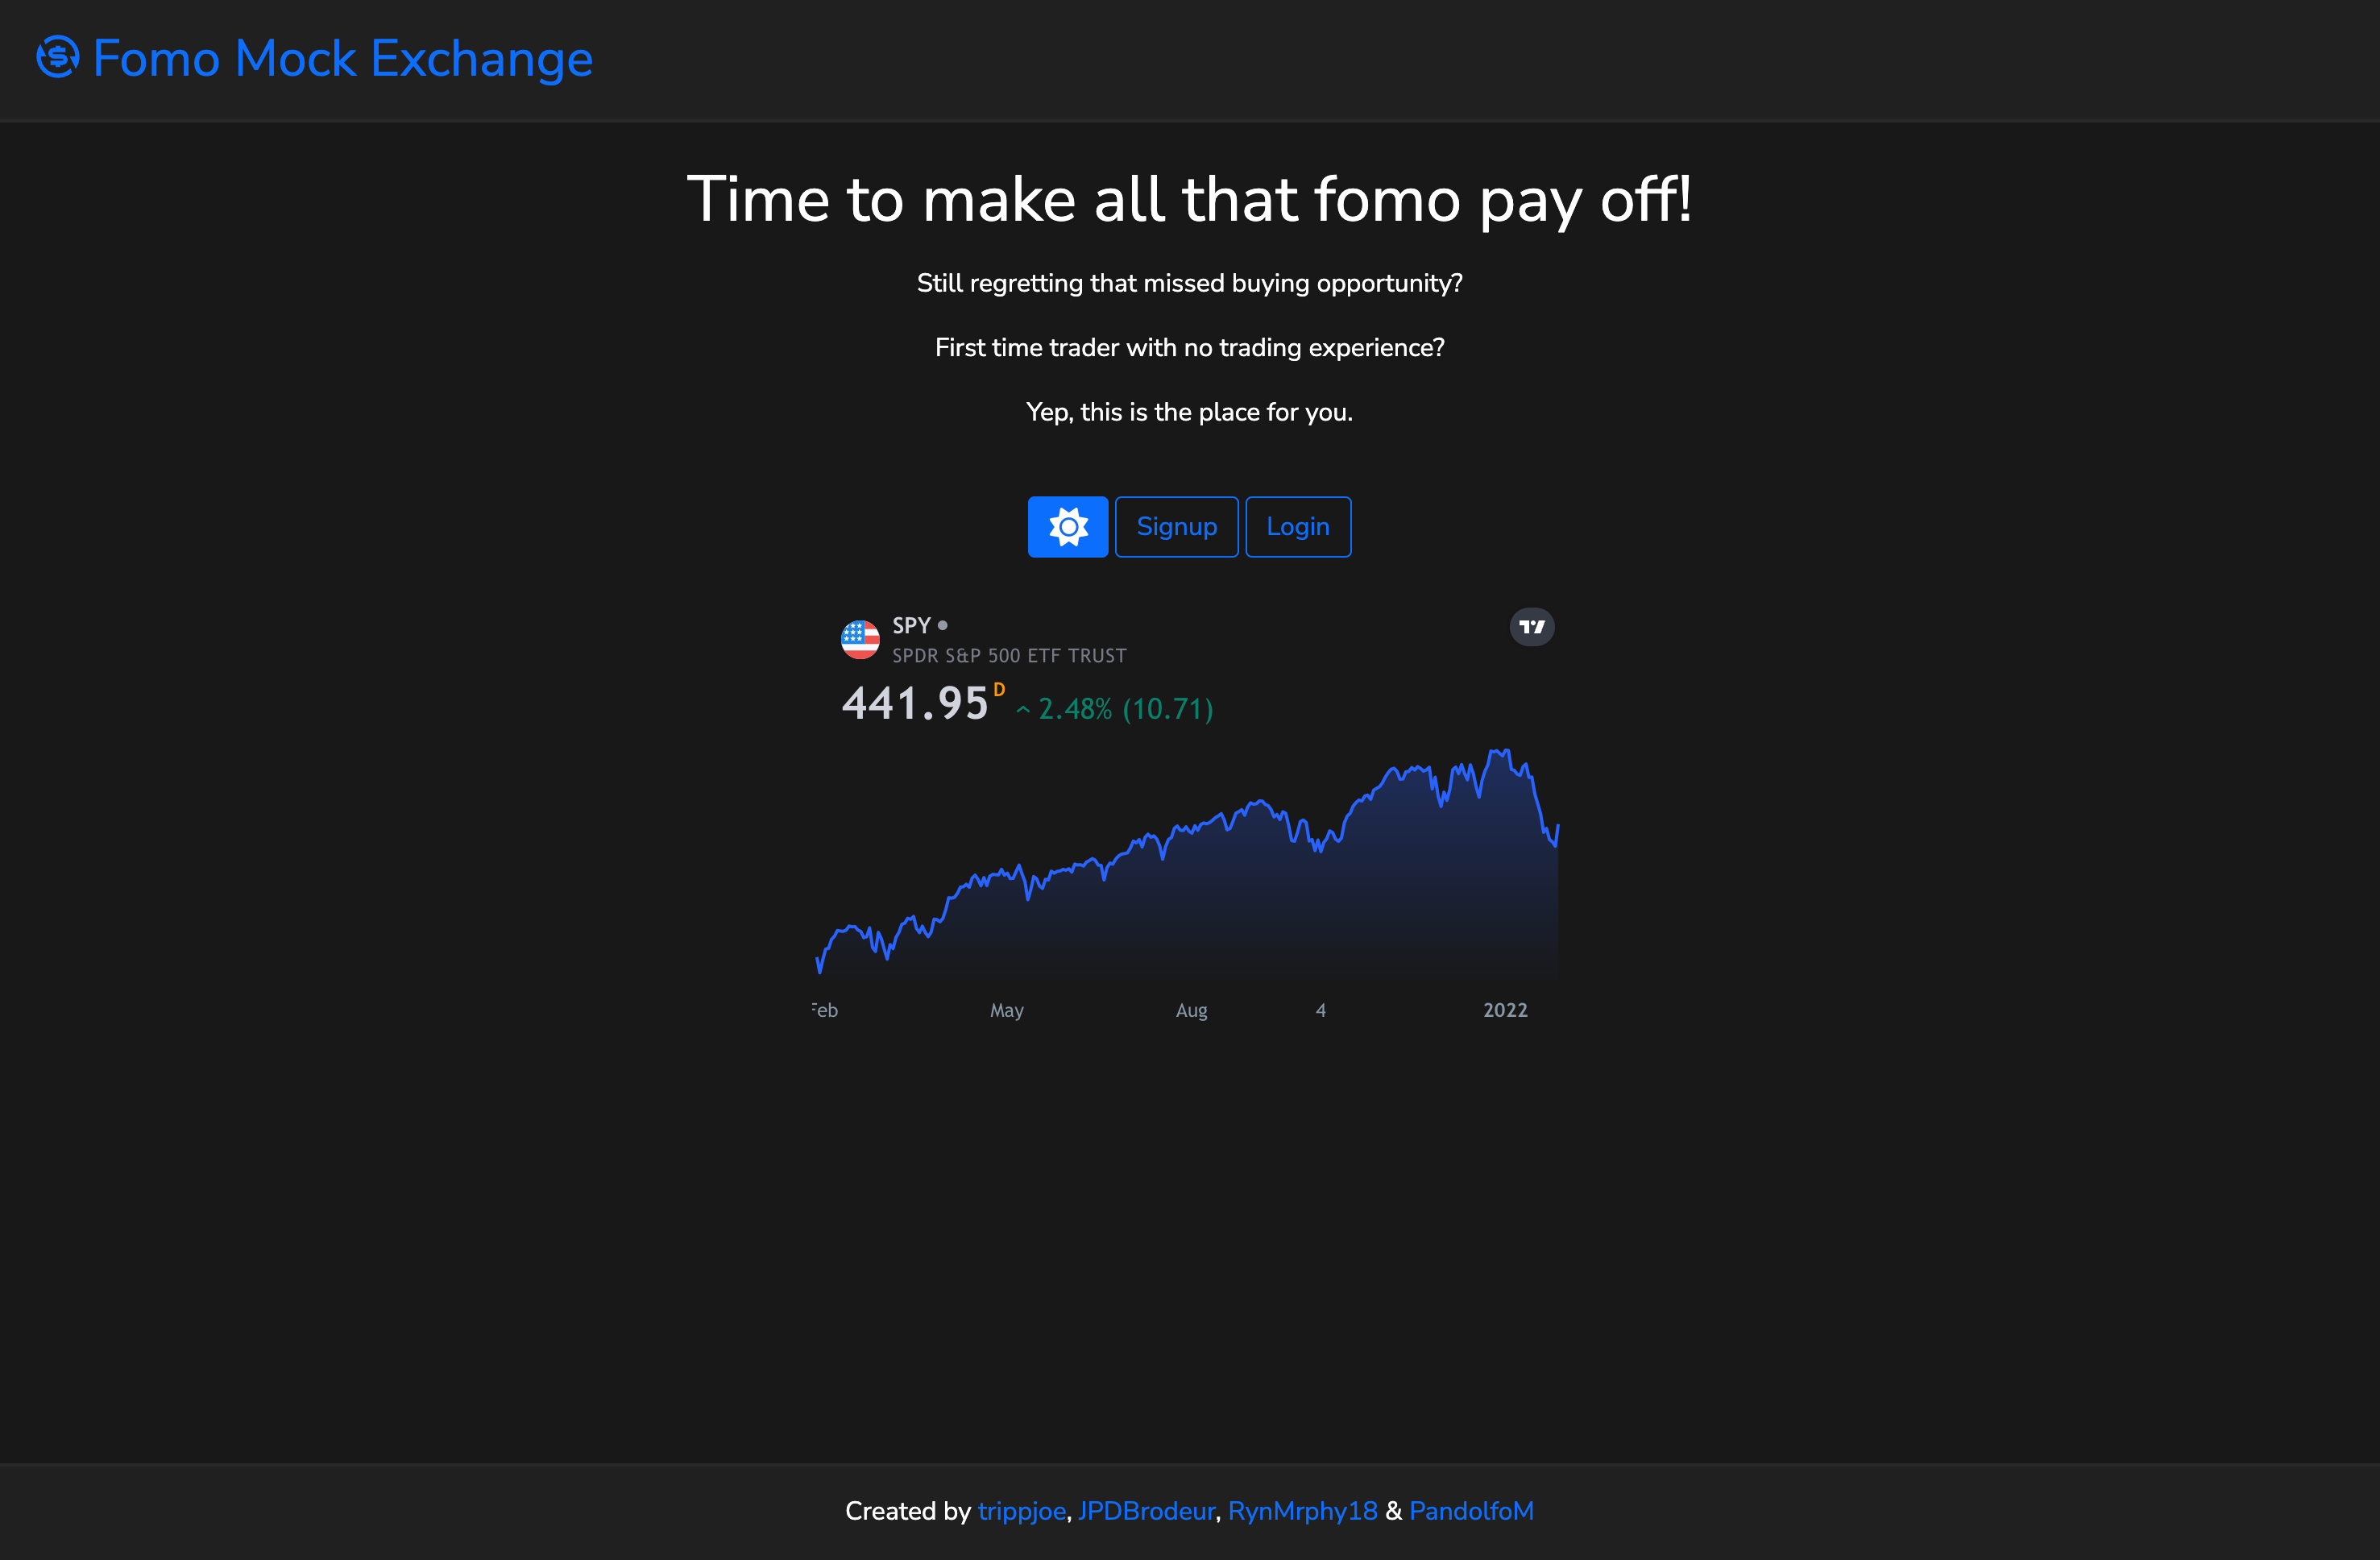 Fomo Mock Exchange
Time to make all that fomo pay off!
Still regretting that missed buying opportunity?
First time trader with no trading experience?
Yep, this is the place for you.
Signup Login
SPY
SPDR S&P 500 ETF TRUST
441.95 D 2.48% (10.71)
Feb May Aug 4 2022
Created by trippjoe, JPDBrodeur, RynMrphy18 & PandolfoM